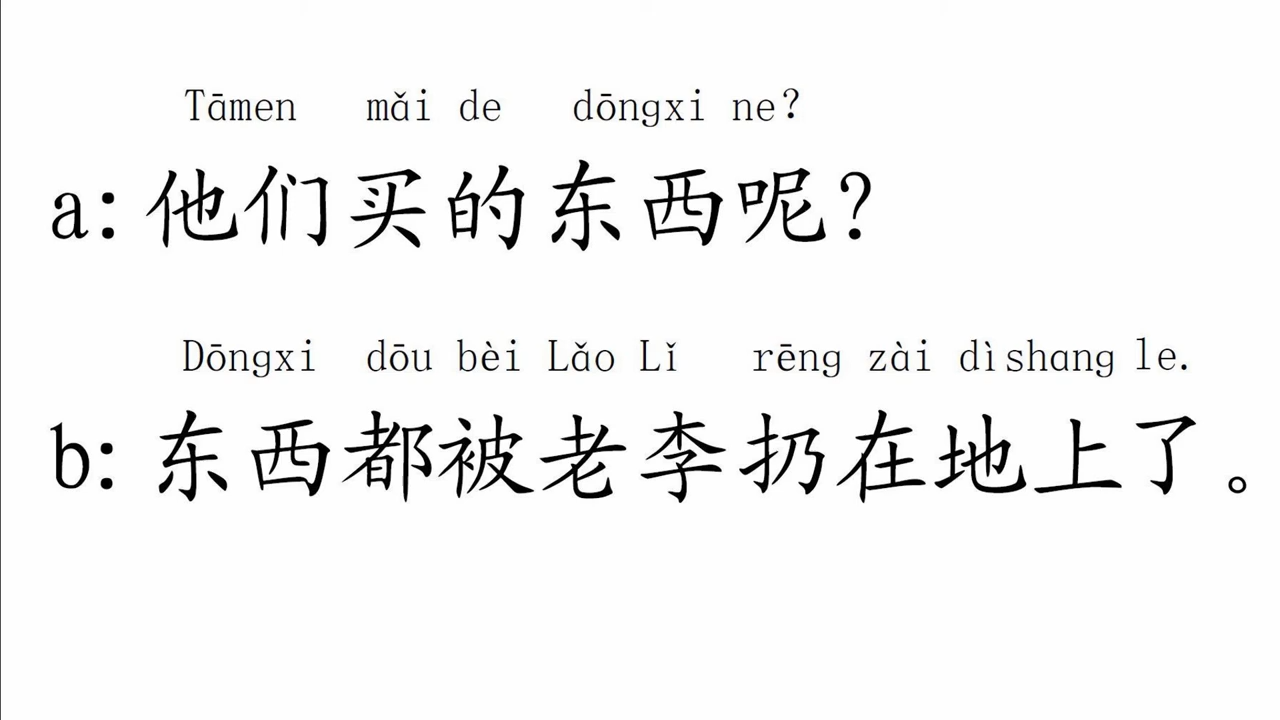 Tāmen mǎi de dōngxi ne?
a: 他们买的东西呢?
Dōngxi dōu bèi Lǎo Lǐ rēng zài dìshang le.
b: 东西都被老李扔在地上了。